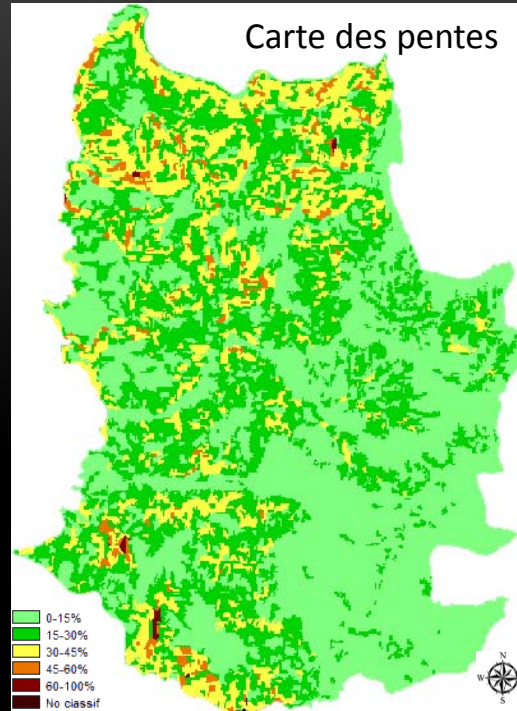 Carte des pentes
0-15%
15-30%
30-45%
45-60%
60-100%
No classif
N
W
E
S